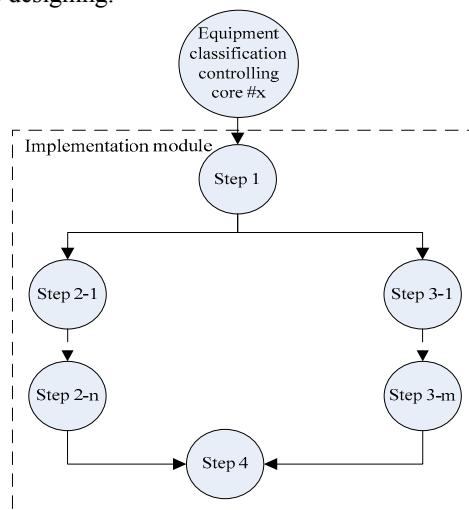 designing.
Equipment
classification
controlling
core #x
Implementation module
Step 1
Step 2-1
Step 3-1
Step 2-n
Step 3-m
Step 4